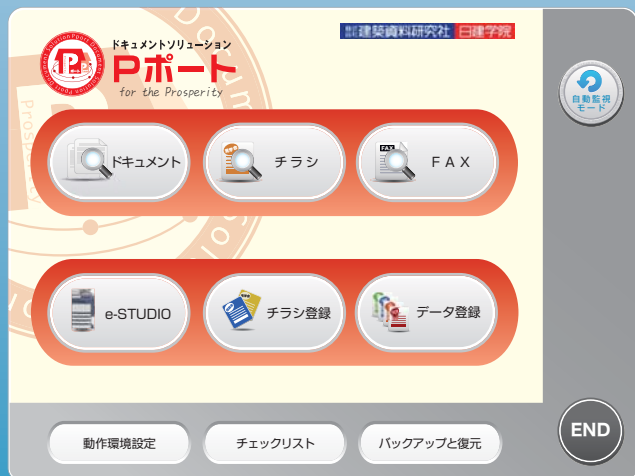 ドキュメントソリューション
Pポート
for the Prosperity
建築資料研究社 日建学院
自動監視
モード
ドキュメント
チラシ
FAX
e-STUDIO
チラシ登録
データ登録
END
動作環境設定
チェックリスト
バックアップと復元